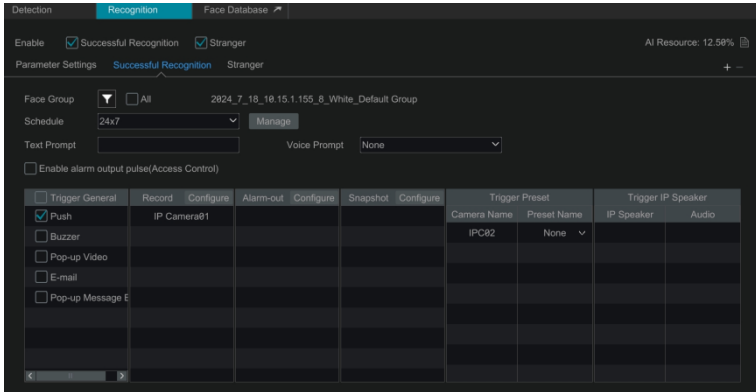 Detection Recognition Face Database
Enable Successful Recognition Stranger AI Resource: 12.50%
Parameter Settings Successful Recognition Stranger + −
Face Group All 2024_7_18_10.15.1.155_8_White_Default Group
Schedule 24x7 Manage
Text Prompt Voice Prompt None
Enable alarm output pulse(Access Control)
Trigger General Record Configure Alarm-out Configure Snapshot Configure Trigger Preset Trigger IP Speaker
Push IP Camera01 Camera Name Preset Name IP Speaker Audio
Buzzer IPC02 None
Pop-up Video
E-mail
Pop-up Message E